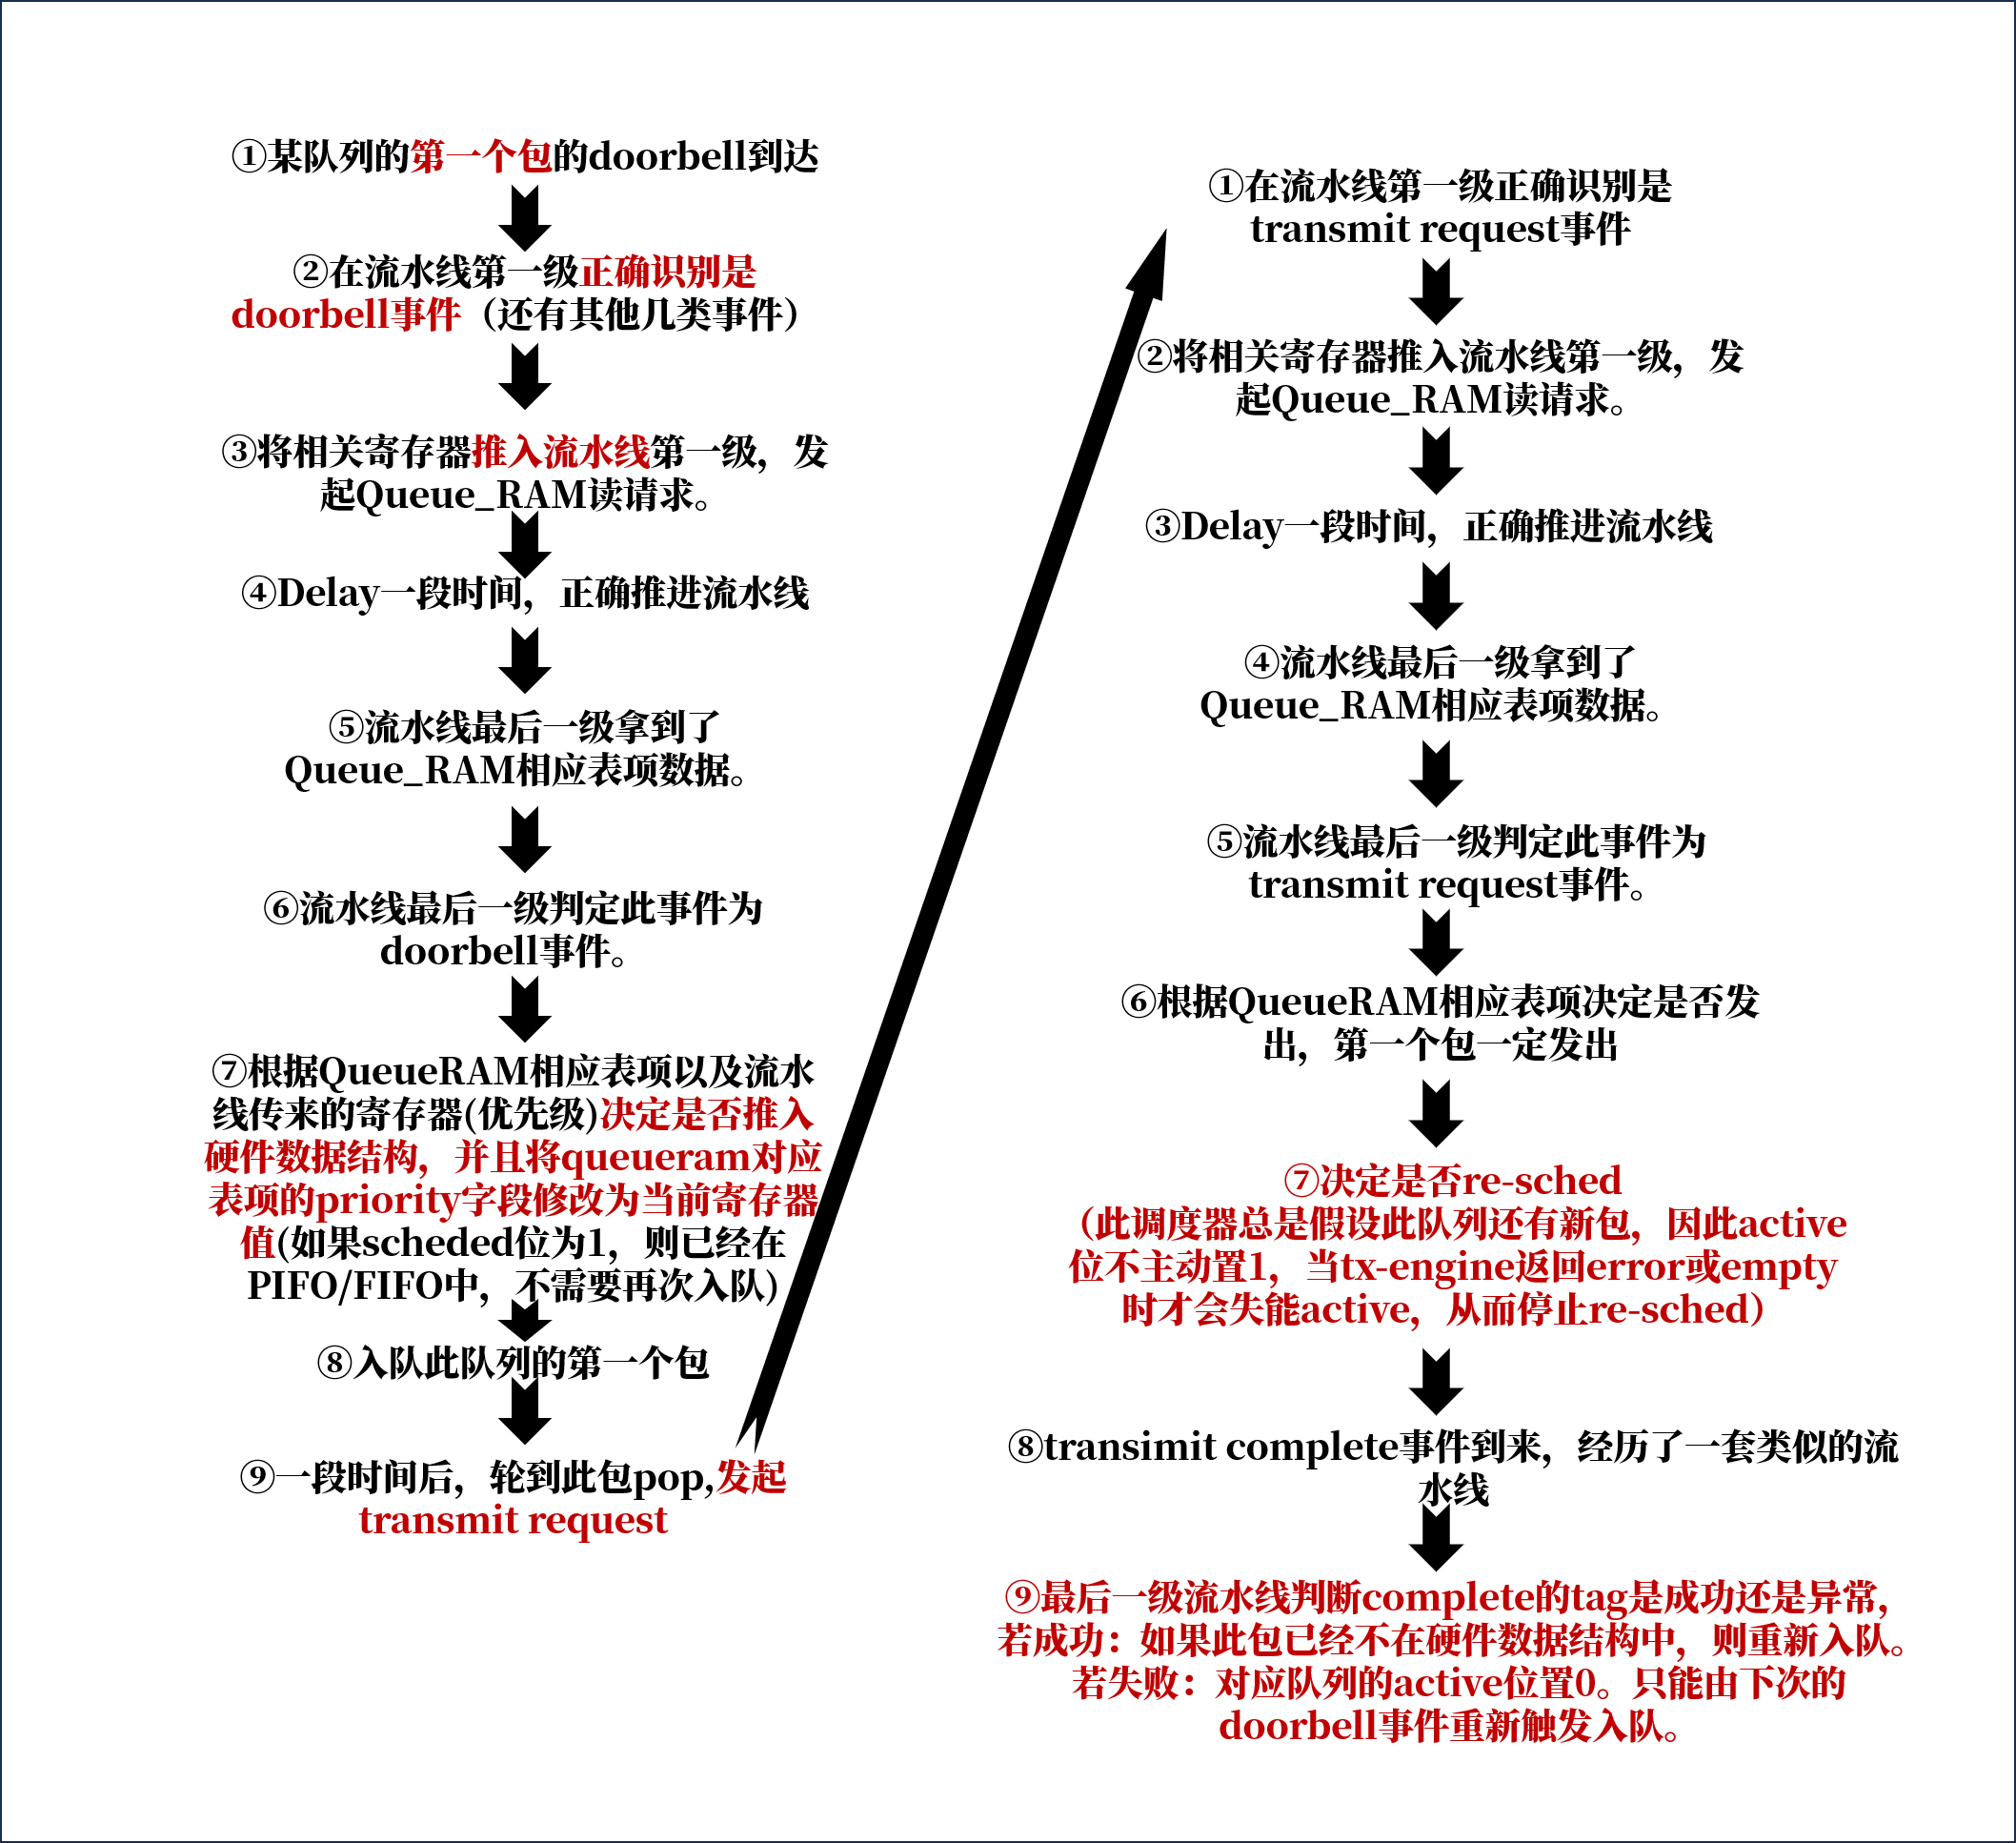 ①某队列的第一个包的doorbell到达
②在流水线第一级正确识别是
doorbell事件（还有其他几类事件）
③将相关寄存器推入流水线第一级，发
起Queue_RAM读请求。
④Delay一段时间，正确推进流水线
⑤流水线最后一级拿到了
Queue_RAM相应表项数据。
⑥流水线最后一级判定此事件为
doorbell事件。
⑦根据QueueRAM相应表项以及流水
线传来的寄存器(优先级)决定是否推入
硬件数据结构，并且将queueram对应
表项的priority字段修改为当前寄存器
值(如果scheded位为1，则已经在
PIFO/FIFO中，不需要再次入队)
⑧入队此队列的第一个包
⑨一段时间后，轮到此包pop,发起
transmit request
①在流水线第一级正确识别是
transmit request事件
②将相关寄存器推入流水线第一级，发
起Queue_RAM读请求。
③Delay一段时间，正确推进流水线
④流水线最后一级拿到了
Queue_RAM相应表项数据。
⑤流水线最后一级判定此事件为
transmit request事件。
⑥根据QueueRAM相应表项决定是否发
出，第一个包一定发出
⑦决定是否re-sched
（此调度器总是假设此队列还有新包，因此active
位不主动置1，当tx-engine返回error或empty
时才会失能active，从而停止re-sched）
⑧transimit complete事件到来，经历了一套类似的流
水线
⑨最后一级流水线判断complete的tag是成功还是异常，
若成功：如果此包已经不在硬件数据结构中，则重新入队。
若失败：对应队列的active位置0。只能由下次的
doorbell事件重新触发入队。